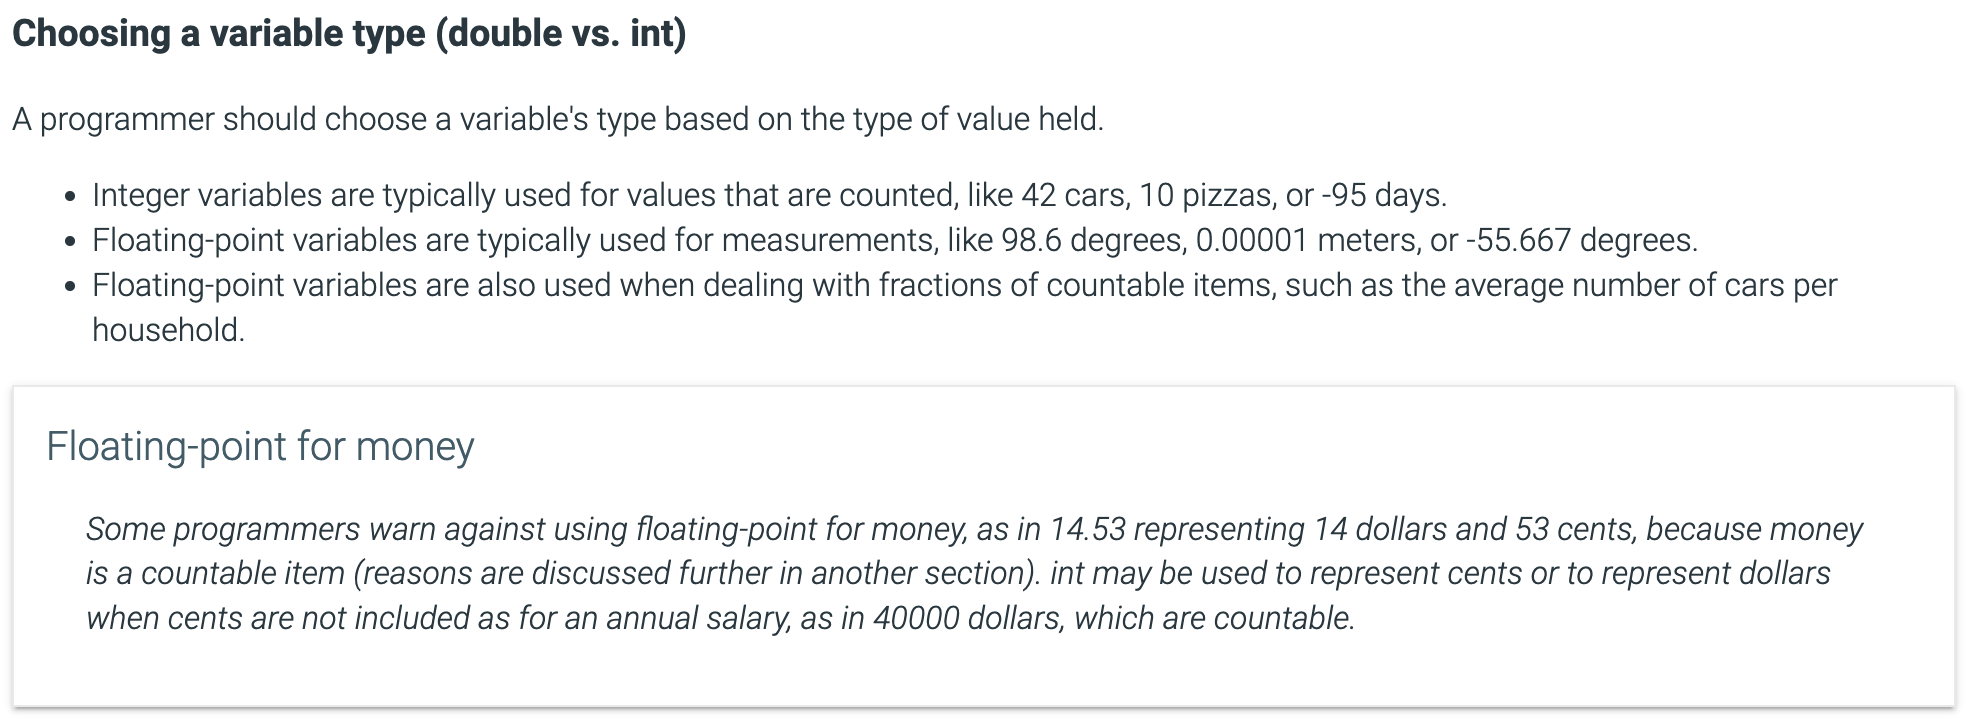 Choosing a variable type (double vs. int)
A programmer should choose a variable's type based on the type of value held.
• Integer variables are typically used for values that are counted, like 42 cars, 10 pizzas, or -95 days.
• Floating-point variables are typically used for measurements, like 98.6 degrees, 0.00001 meters, or -55.667 degrees.
• Floating-point variables are also used when dealing with fractions of countable items, such as the average number of cars per
household.
Floating-point for money
Some programmers warn against using floating-point for money, as in 14.53 representing 14 dollars and 53 cents, because money
is a countable item (reasons are discussed further in another section). int may be used to represent cents or to represent dollars
when cents are not included as for an annual salary, as in 40000 dollars, which are countable.